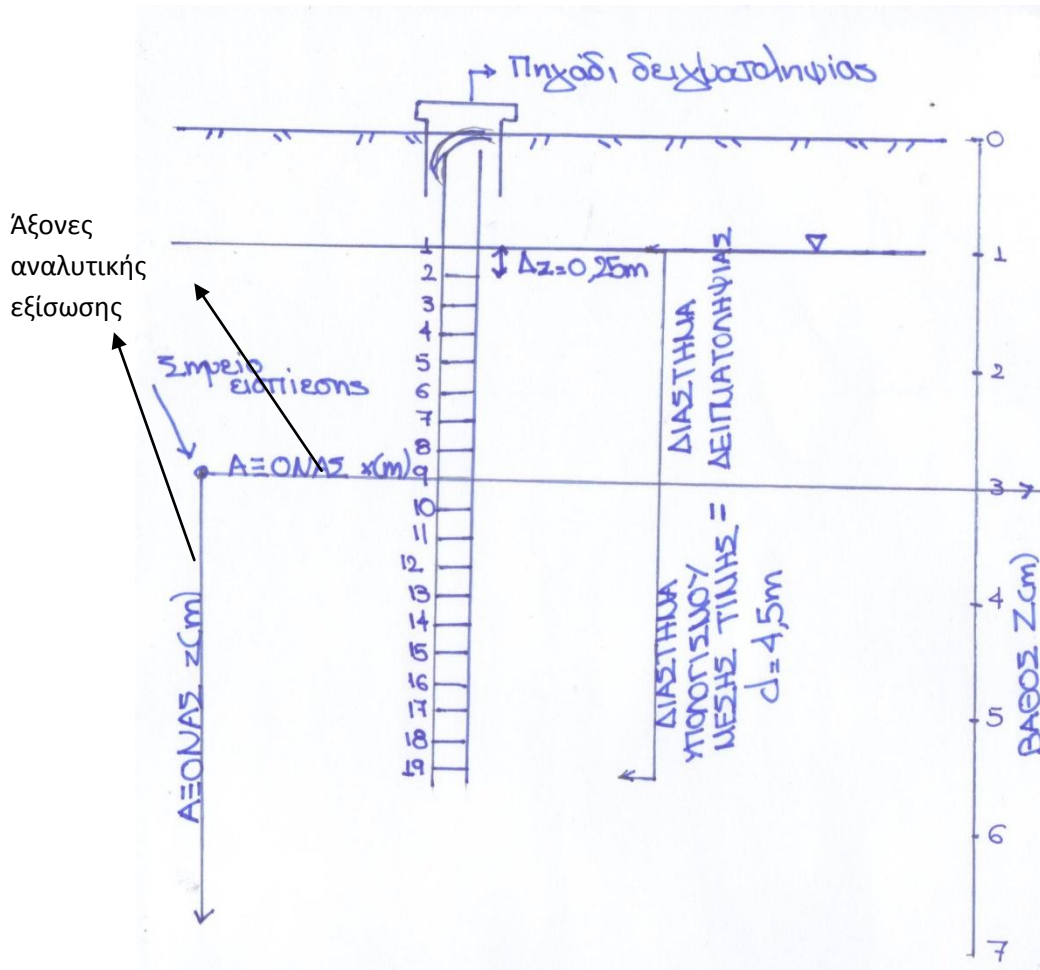 Πηγάδι δειγματοληψίας
0
Άξονες
αναλυτικής
εξίσωσης
1
Δz=0,25m
1
2
3
4
5
6
7
8
9
10
11
12
13
14
15
16
17
18
19
Σημείο
εισπίεσης
ΑΞΟΝΑΣ x(m)
ΑΞΟΝΑΣ z(m)
ΔΙΑΣΤΗΜΑ
ΔΕΙΓΜΑΤΟΛΗΨΙΑΣ
ΔΙΑΣΤΗΜΑ
ΥΠΟΛΟΓΙΣΜΟΥ
ΜΕΣΗΣ ΤΙΜΗΣ =
d=4,5m
2
3
4
5
6
7
ΒΑΘΟΣ Z(m)